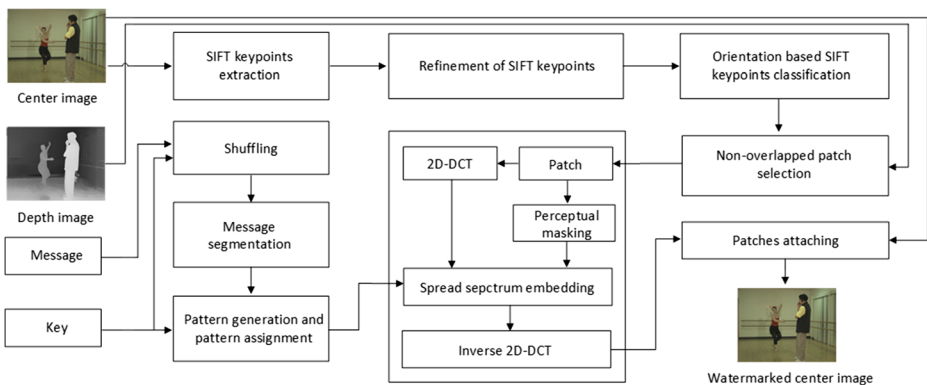 Center image
SIFT keypoints
extraction
Refinement of SIFT keypoints
Orientation based SIFT
keypoints classification
Depth image
Shuffling
2D-DCT
Patch
Non-overlapped patch
selection
Message
Message
segmentation
Perceptual
masking
Patches attaching
Key
Pattern generation and
pattern assignment
Spread sepctrum embedding
Inverse 2D-DCT
Watermarked center image